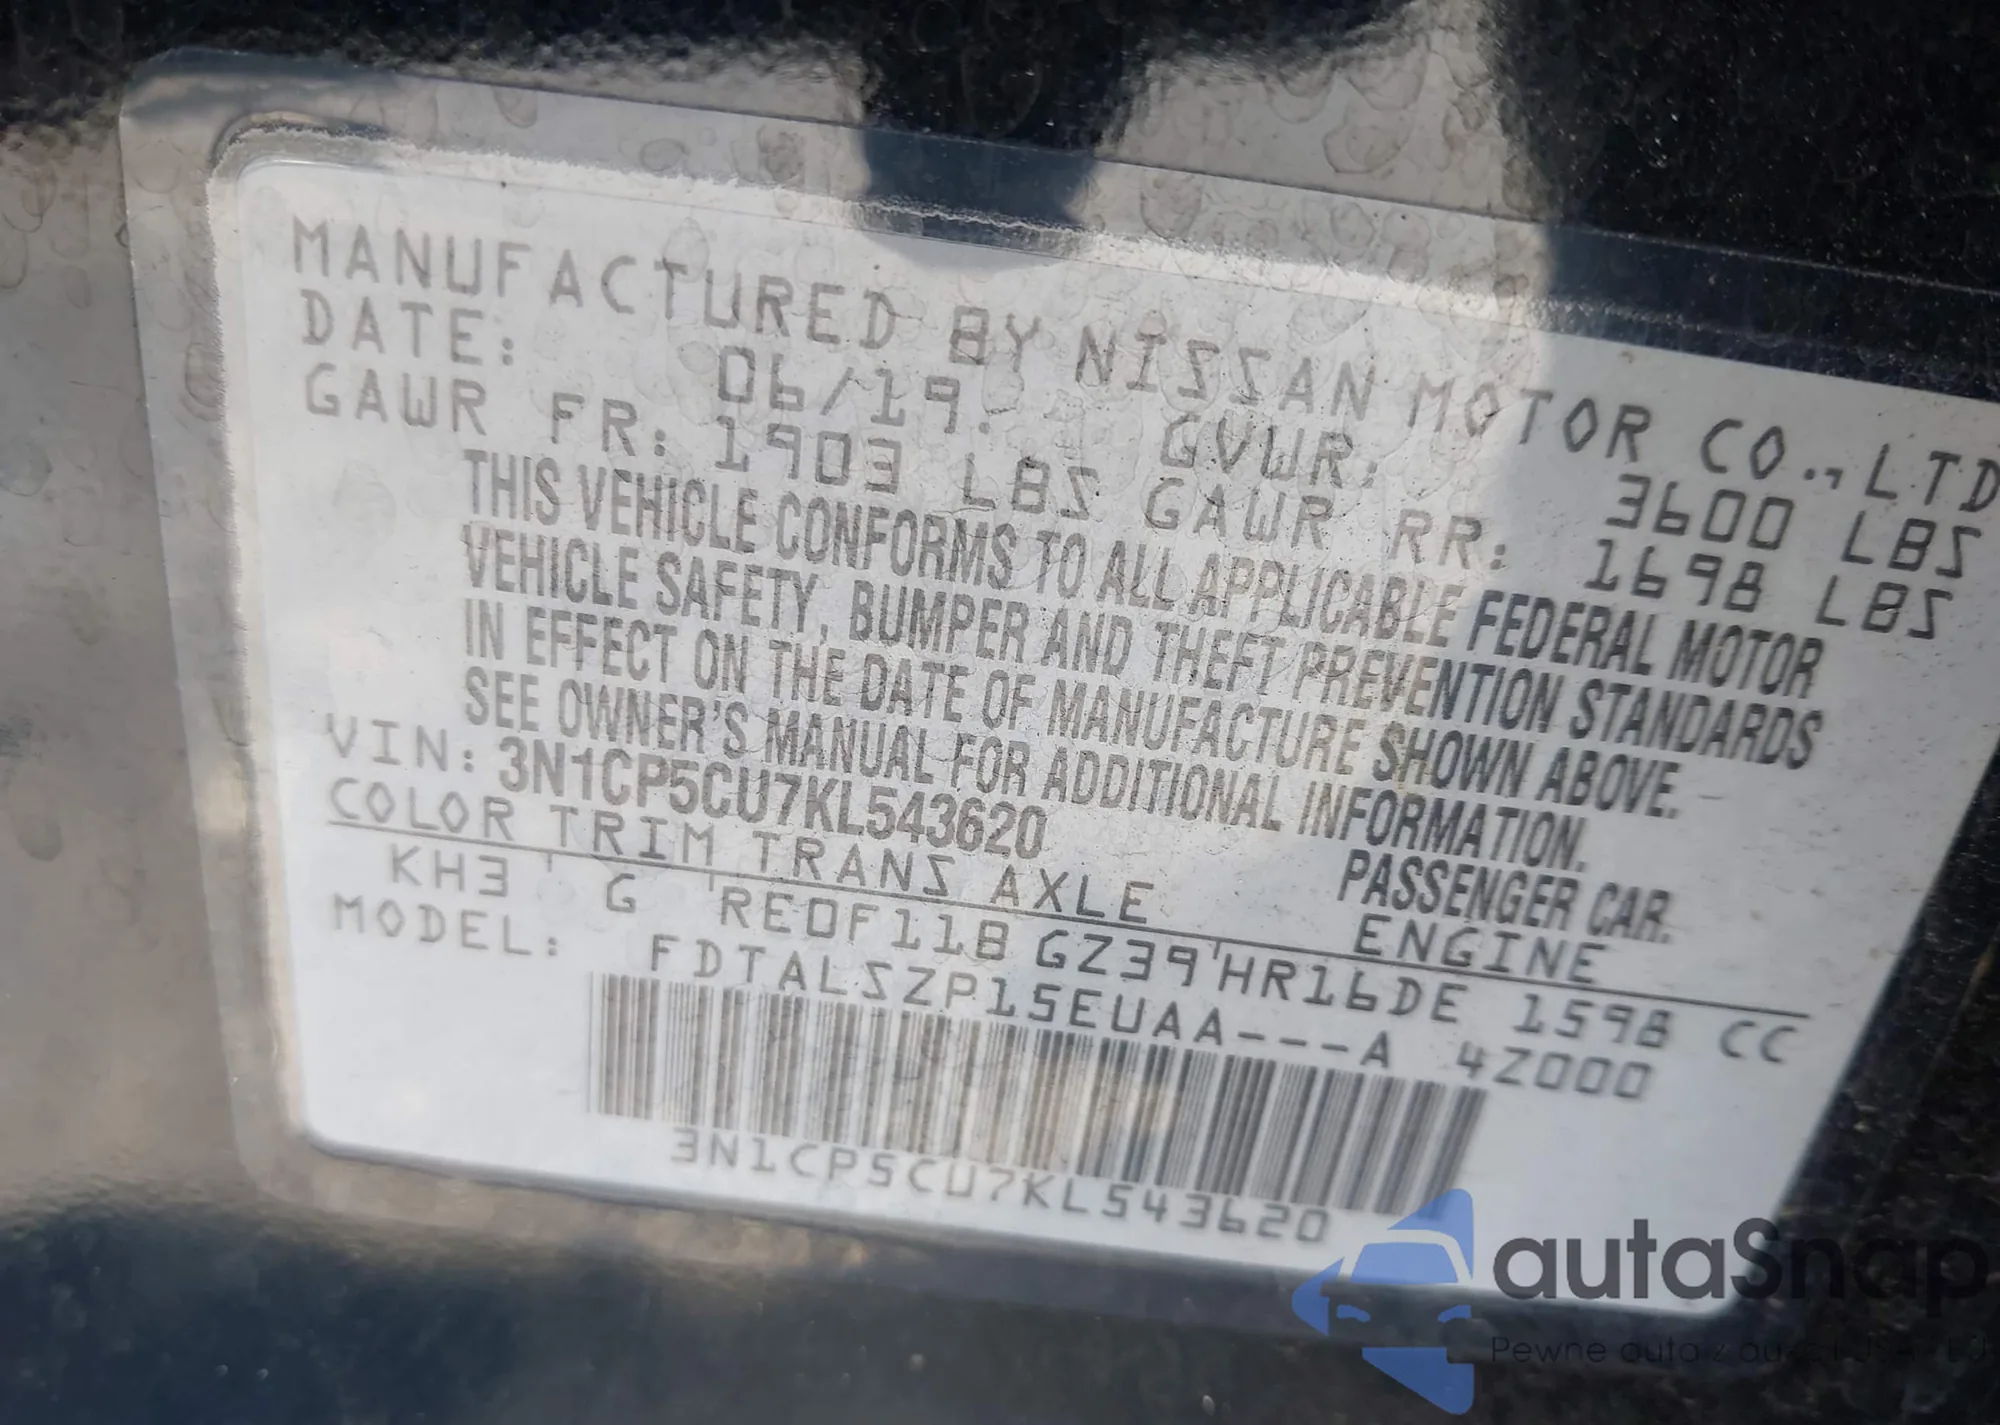 MANUFACTURED BY NISSAN MOTOR CO.,LTD
DATE: 06/19. GVWR: 3600 LBS
GAWR FR: 1903 LBS GAWR RR: 1698 LBS
THIS VEHICLE CONFORMS TO ALL APPLICABLE FEDERAL MOTOR
VEHICLE SAFETY, BUMPER AND THEFT PREVENTION STANDARDS
IN EFFECT ON THE DATE OF MANUFACTURE SHOWN ABOVE.
SEE OWNER'S MANUAL FOR ADDITIONAL INFORMATION.
VIN: 3N1CP5CU7KL543620 PASSENGER CAR.
COLOR TRIM TRANS AXLE ENGINE
KH3 G RE0F11B GZ39 HR16DE 1598 CC
MODEL: FDTALSZP15EUAA---A 4Z000
3N1CP5CU7KL543620
autaSnap
Pewne auta z